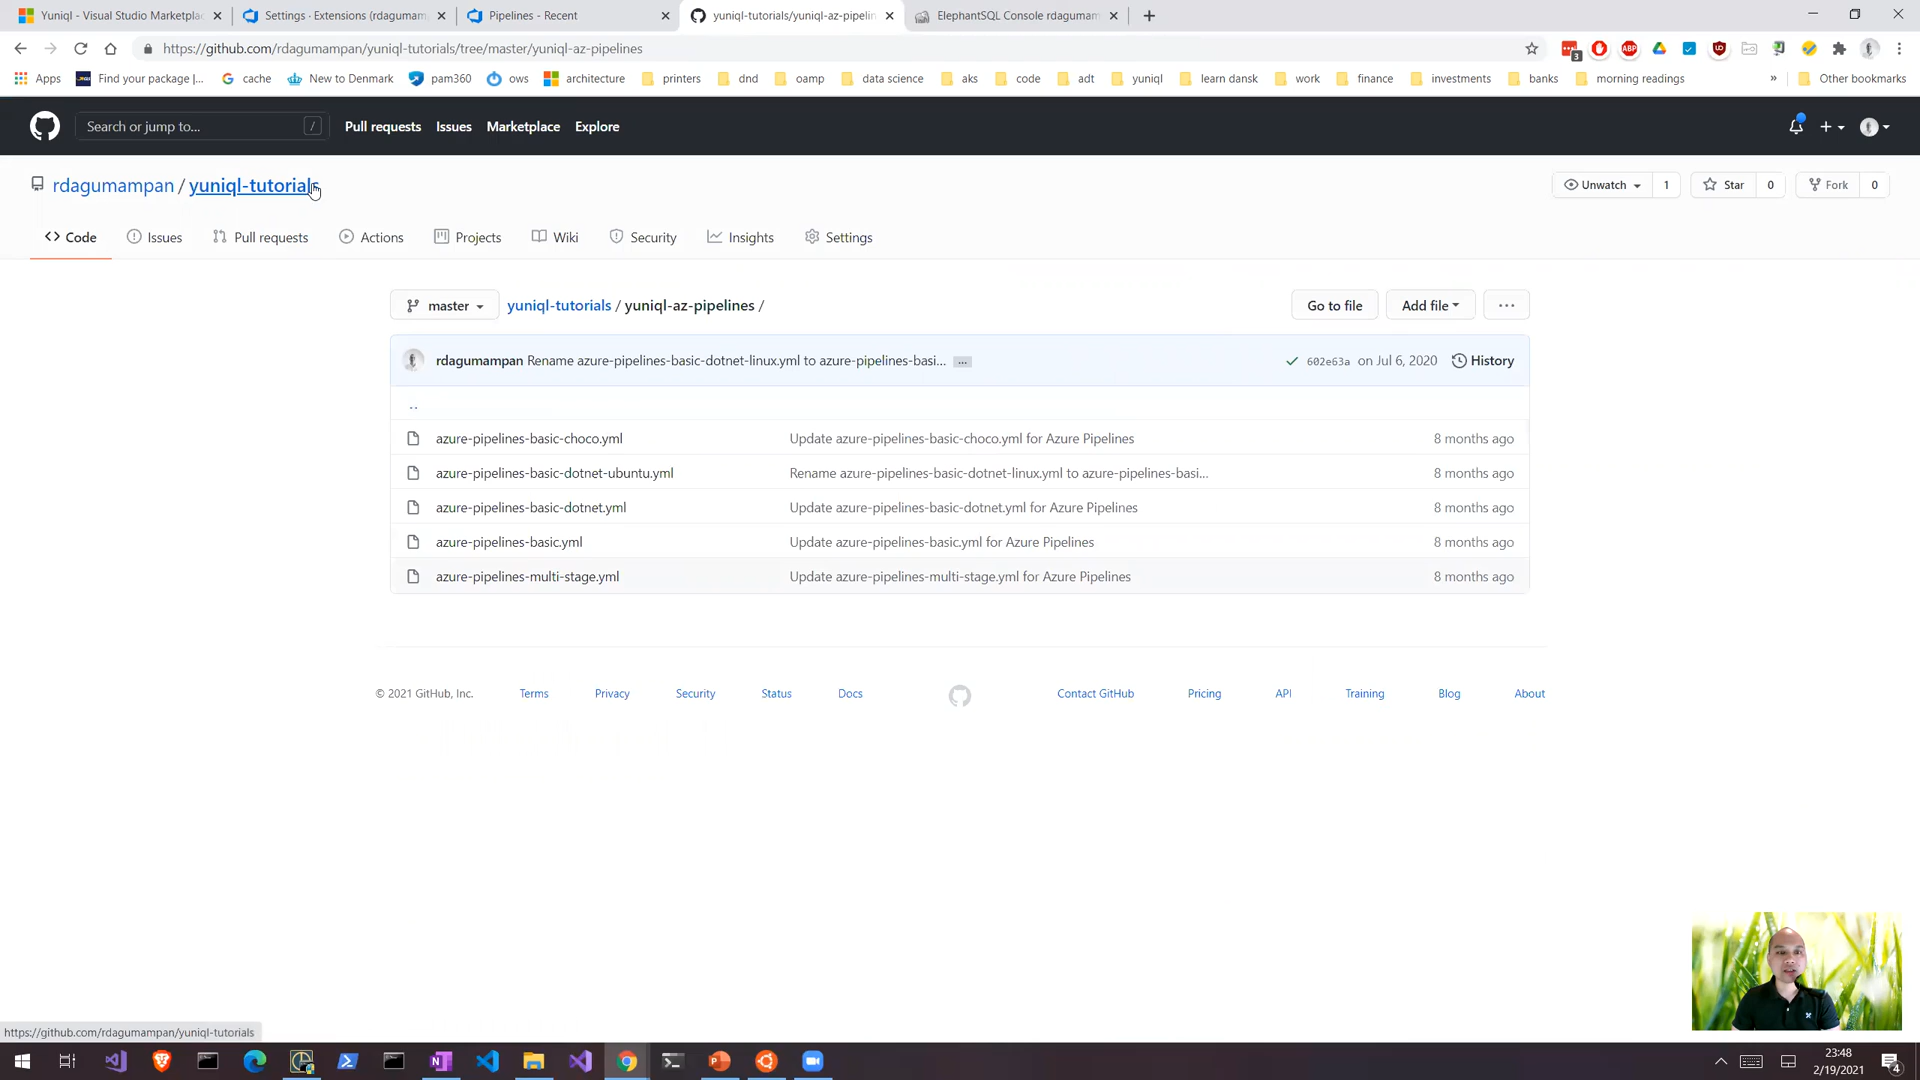 Yuniql - Visual Studio Marketplac
Settings · Extensions (rdagumam
Pipelines - Recent
yuniql-tutorials/yuniql-az-pipelin
ElephantSQL Console rdagumam
https://github.com/rdagumampan/yuniql-tutorials/tree/master/yuniql-az-pipelines
ABP
3
Apps
Find your package |...
cache
New to Denmark
pam360
ows
architecture
printers
dnd
oamp
data science
aks
code
adt
yuniql
learn dansk
work
finance
investments
banks
morning readings
»
Other bookmarks
Search or jump to...
/
Pull requests
Issues
Marketplace
Explore
rdagumampan / yuniql-tutorials
Unwatch
1
Star
0
Fork
0
Code
Issues
Pull requests
Actions
Projects
Wiki
Security
Insights
Settings
master
yuniql-tutorials / yuniql-az-pipelines /
Go to file
Add file
...
rdagumampan Rename azure-pipelines-basic-dotnet-linux.yml to azure-pipelines-basi... ...
602e63a on Jul 6, 2020
History
..
azure-pipelines-basic-choco.yml
Update azure-pipelines-basic-choco.yml for Azure Pipelines
8 months ago
azure-pipelines-basic-dotnet-ubuntu.yml
Rename azure-pipelines-basic-dotnet-linux.yml to azure-pipelines-basi...
8 months ago
azure-pipelines-basic-dotnet.yml
Update azure-pipelines-basic-dotnet.yml for Azure Pipelines
8 months ago
azure-pipelines-basic.yml
Update azure-pipelines-basic.yml for Azure Pipelines
8 months ago
azure-pipelines-multi-stage.yml
Update azure-pipelines-multi-stage.yml for Azure Pipelines
8 months ago
© 2021 GitHub, Inc.
Terms
Privacy
Security
Status
Docs
Contact GitHub
Pricing
API
Training
Blog
About
https://github.com/rdagumampan/yuniql-tutorials
23:48
2/19/2021
4